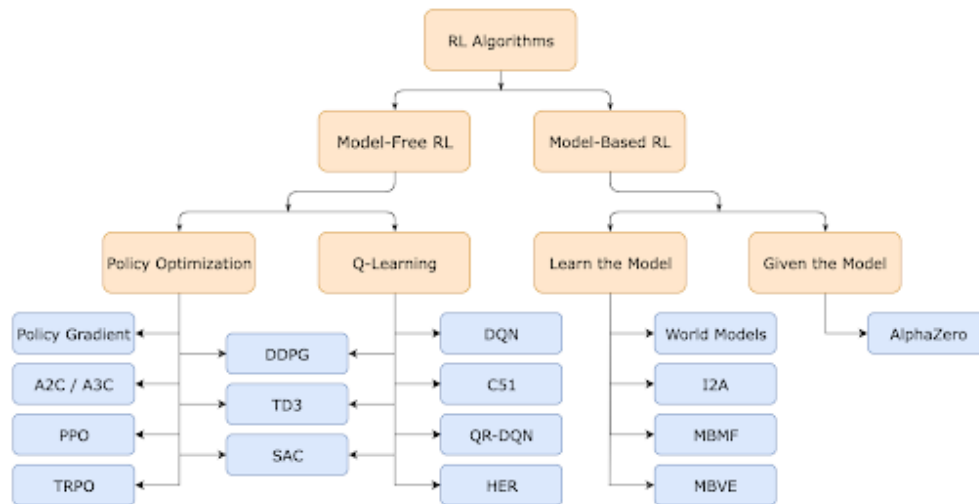 RL Algorithms
Model-Free RL
Model-Based RL
Policy Optimization
Q-Learning
Learn the Model
Given the Model
Policy Gradient
DDPG
DQN
World Models
AlphaZero
A2C / A3C
TD3
C51
I2A
PPO
SAC
QR-DQN
MBMF
TRPO
HER
MBVE